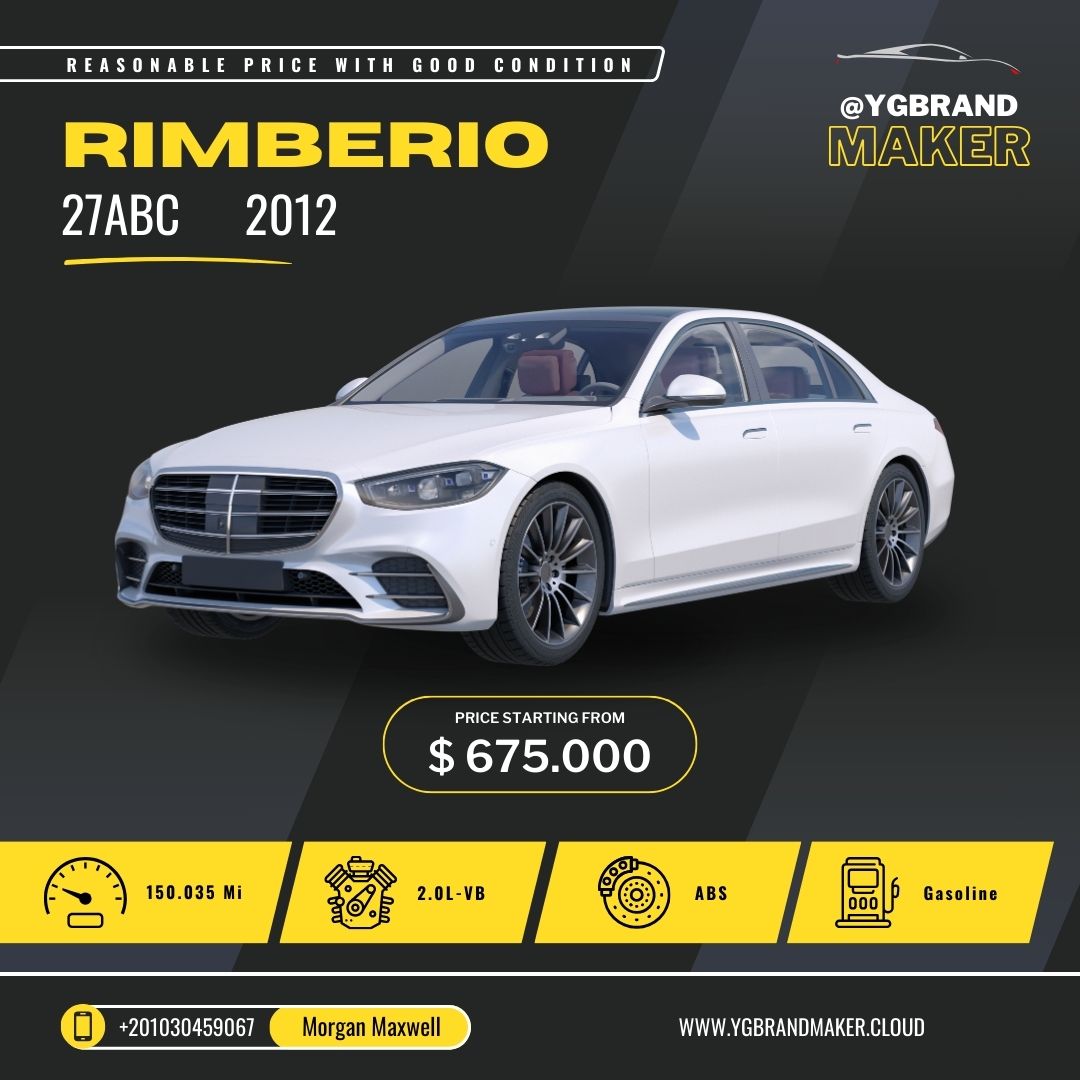 REASONABLE PRICE WITH GOOD CONDITION
@YGBRAND
MAKER
RIMBERIO
27ABC 2012
PRICE STARTING FROM
$ 675.000
150.035 Mi
2.0L-VB
ABS
Gasoline
+201030459067
Morgan Maxwell
WWW.YGBRANDMAKER.CLOUD